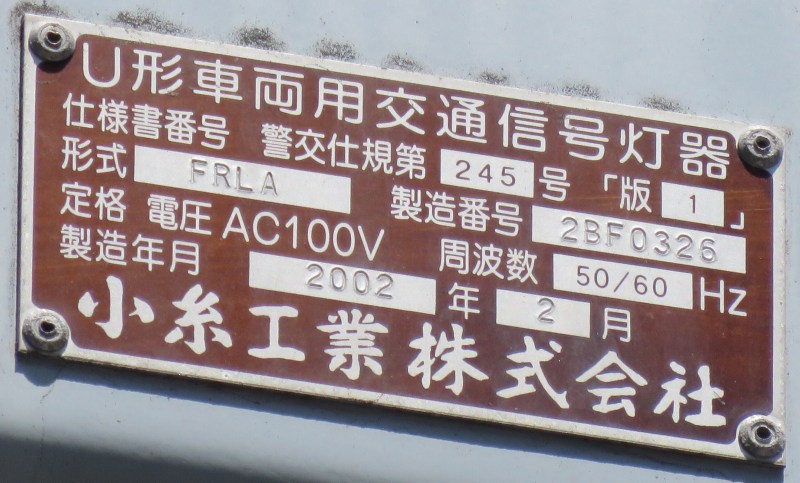 U形車両用交通信号灯器
仕様書番号 警交仕規第 245 号「版 1 」
形式 FRLA 製造番号 2BF0326
定格 電圧 AC100V 周波数 50/60 Hz
製造年月 2002 年 2 月
小糸工業株式会社